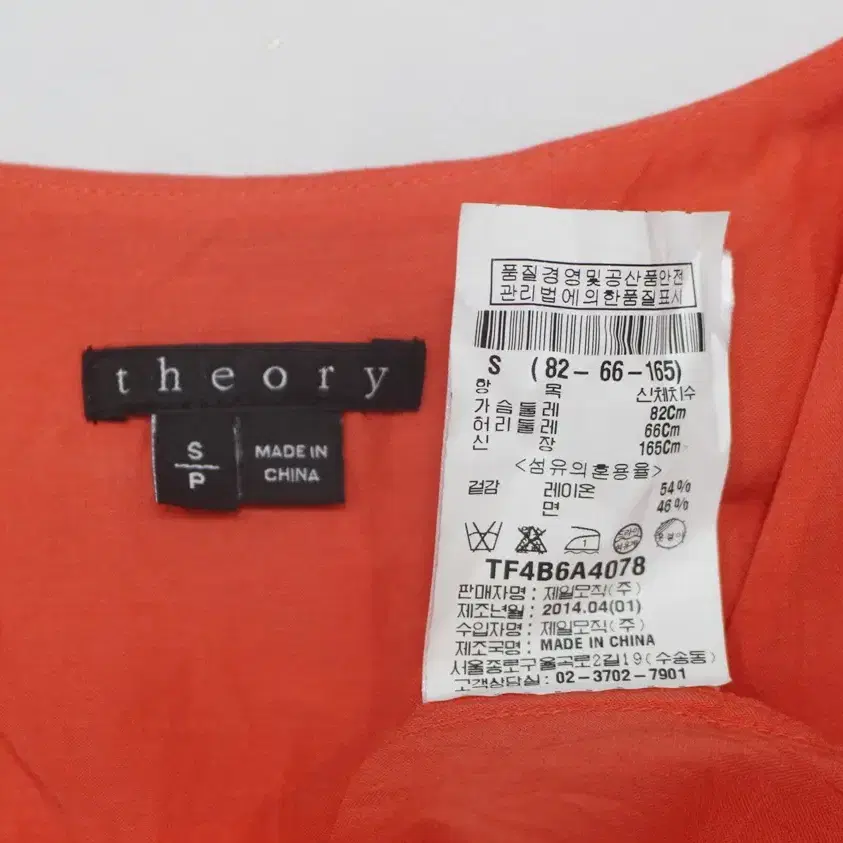 theory
S
P
MADE IN
CHINA
품질경영및공산품안전
관리법에의한품질표시
S (82-66-165)
항 목 신체치수
가슴둘레 82Cm
허리둘레 66Cm
신 장 165Cm
<섬유의혼용율>
겉감 레이온 54%
면 46%
1
TF4B6A4078
판매자명: 제일모직(주)
제조년월: 2014.04(01)
수입자명: 제일모직(주)
제조국명: MADE IN CHINA
서울종로구율곡로2길19(수송동)
고객상담실: 02-3702-7901